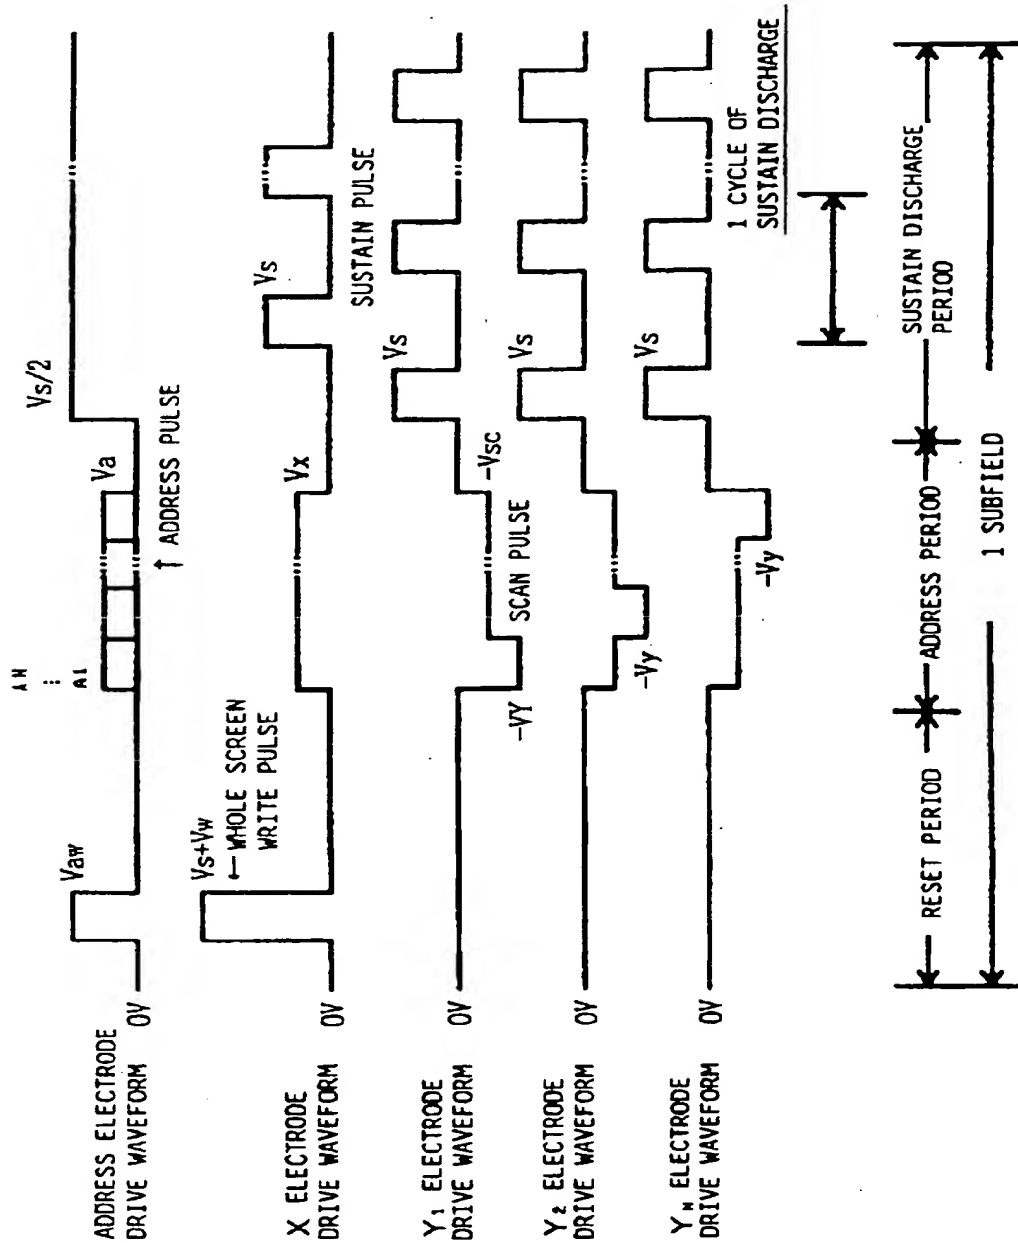 ADDRESS ELECTRODE
DRIVE WAVEFORM
0V
Vaw
AN
⋮
A1
Va
↑ ADDRESS PULSE
Vs/2
X ELECTRODE
DRIVE WAVEFORM
0V
Vs+Vw
← WHOLE SCREEN
WRITE PULSE
Vx
Vs
SUSTAIN PULSE
Y1 ELECTRODE
DRIVE WAVEFORM
0V
-VY
SCAN PULSE
-Vsc
Vs
Y2 ELECTRODE
DRIVE WAVEFORM
0V
-Vy
Vs
YN ELECTRODE
DRIVE WAVEFORM
0V
-Vy
Vs
1 CYCLE OF
SUSTAIN DISCHARGE
RESET PERIOD
ADDRESS PERIOD
SUSTAIN DISCHARGE
PERIOD
1 SUBFIELD